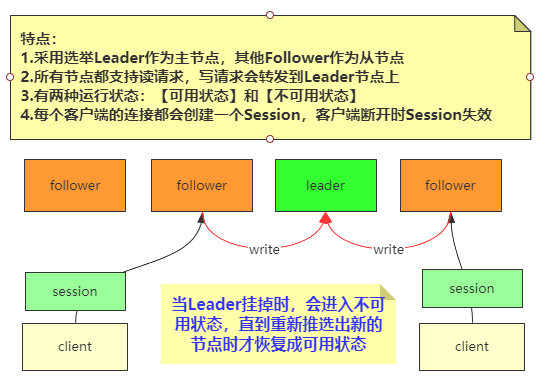 特点：
1.采用选举Leader作为主节点，其他Follower作为从节点
2.所有节点都支持读请求，写请求会转发到Leader节点上
3.有两种运行状态：【可用状态】和【不可用状态】
4.每个客户端的连接都会创建一个Session，客户端断开时Session失效
follower
follower
leader
follower
write
write
session
session
当Leader挂掉时，会进入不可
用状态，直到重新推选出新的
节点时才恢复成可用状态
client
client